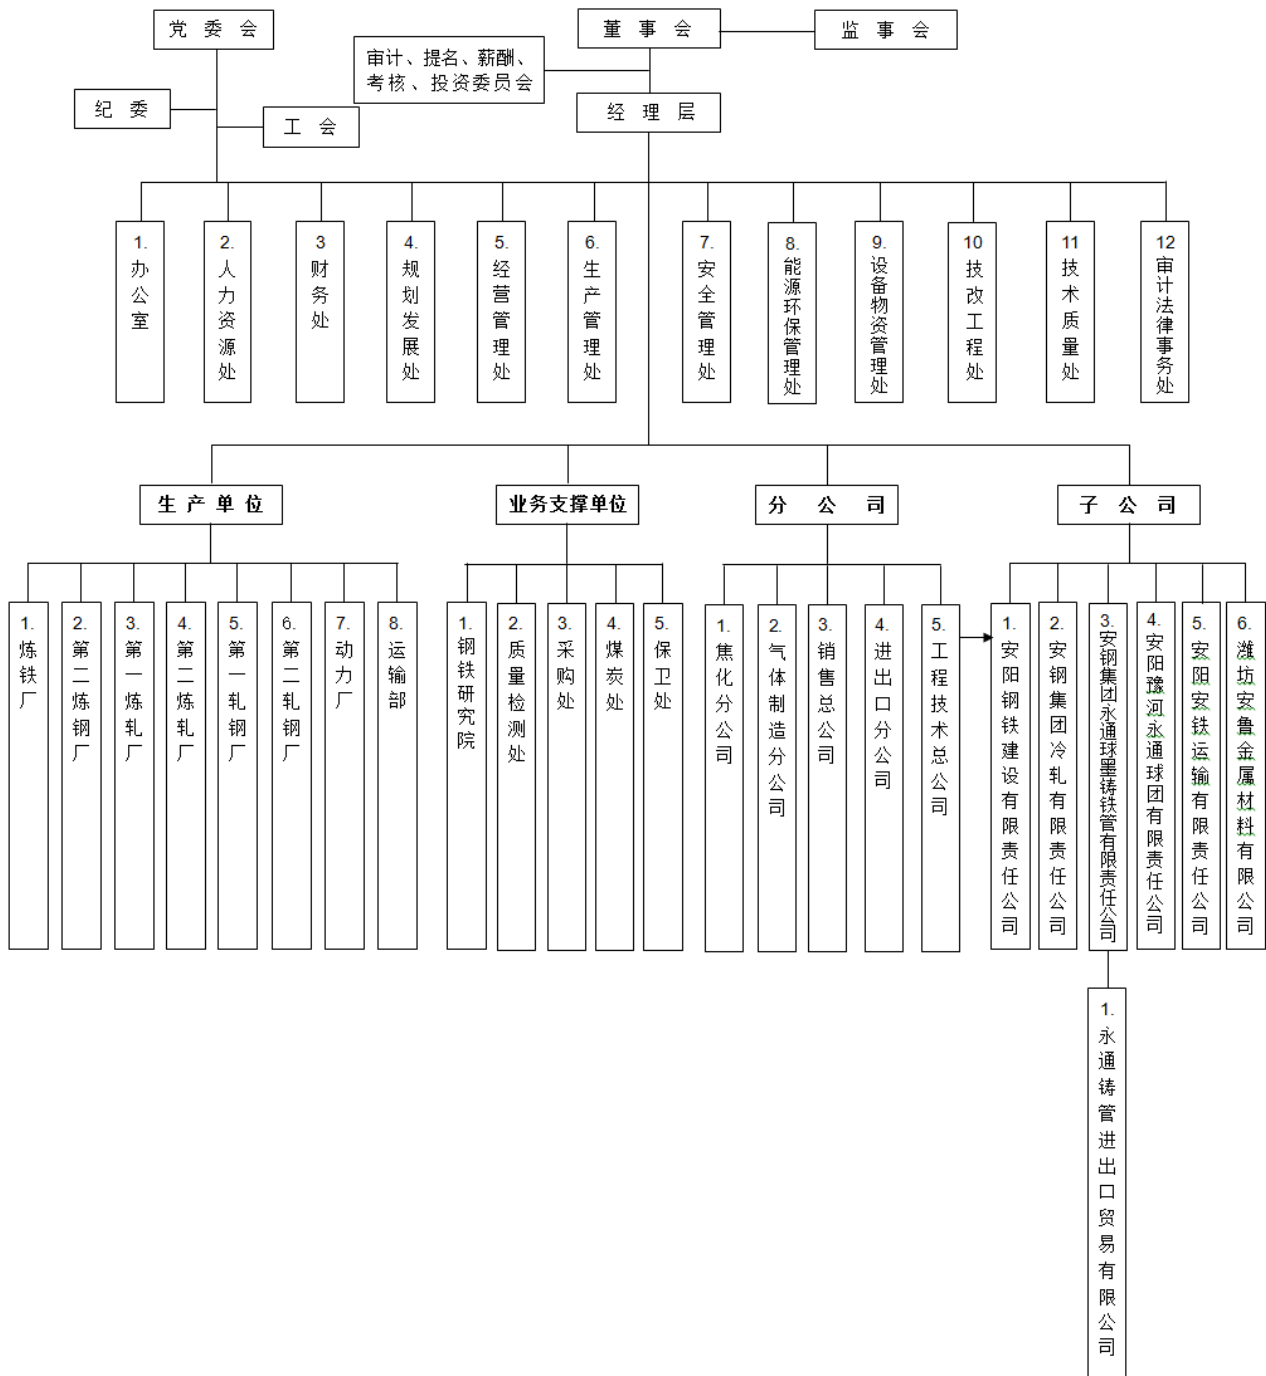 党 委 会
董 事 会
监 事 会
审计、提名、薪酬、
考核、投资委员会
纪 委
工 会
经 理 层
1.办公室
2.人力资源处
3财务处
4.规划发展处
5.经营管理处
6.生产管理处
7.安全管理处
8.能源环保管理处
9.设备物资管理处
10技改工程处
11技术质量处
12审计法律事务处
生 产 单 位
业务支撑单位
分 公 司
子 公 司
1.炼铁厂
2.第二炼钢厂
3.第一炼轧厂
4.第二炼轧厂
5.第一轧钢厂
6.第二轧钢厂
7.动力厂
8.运输部
1.钢铁研究院
2.质量检测处
3.采购处
4.煤炭处
5.保卫处
1.焦化分公司
2.气体制造分公司
3.销售总公司
4.进出口分公司
5.工程技术总公司
1.安阳钢铁建设有限责任公司
2.安钢集团冷轧有限责任公司
3.安钢集团永通球墨铸铁管有限责任公司
4.安阳豫河永通球团有限责任公司
5.安阳安铁运输有限责任公司
6.潍坊安鲁金属材料有限公司
1.永通铸管进出口贸易有限公司